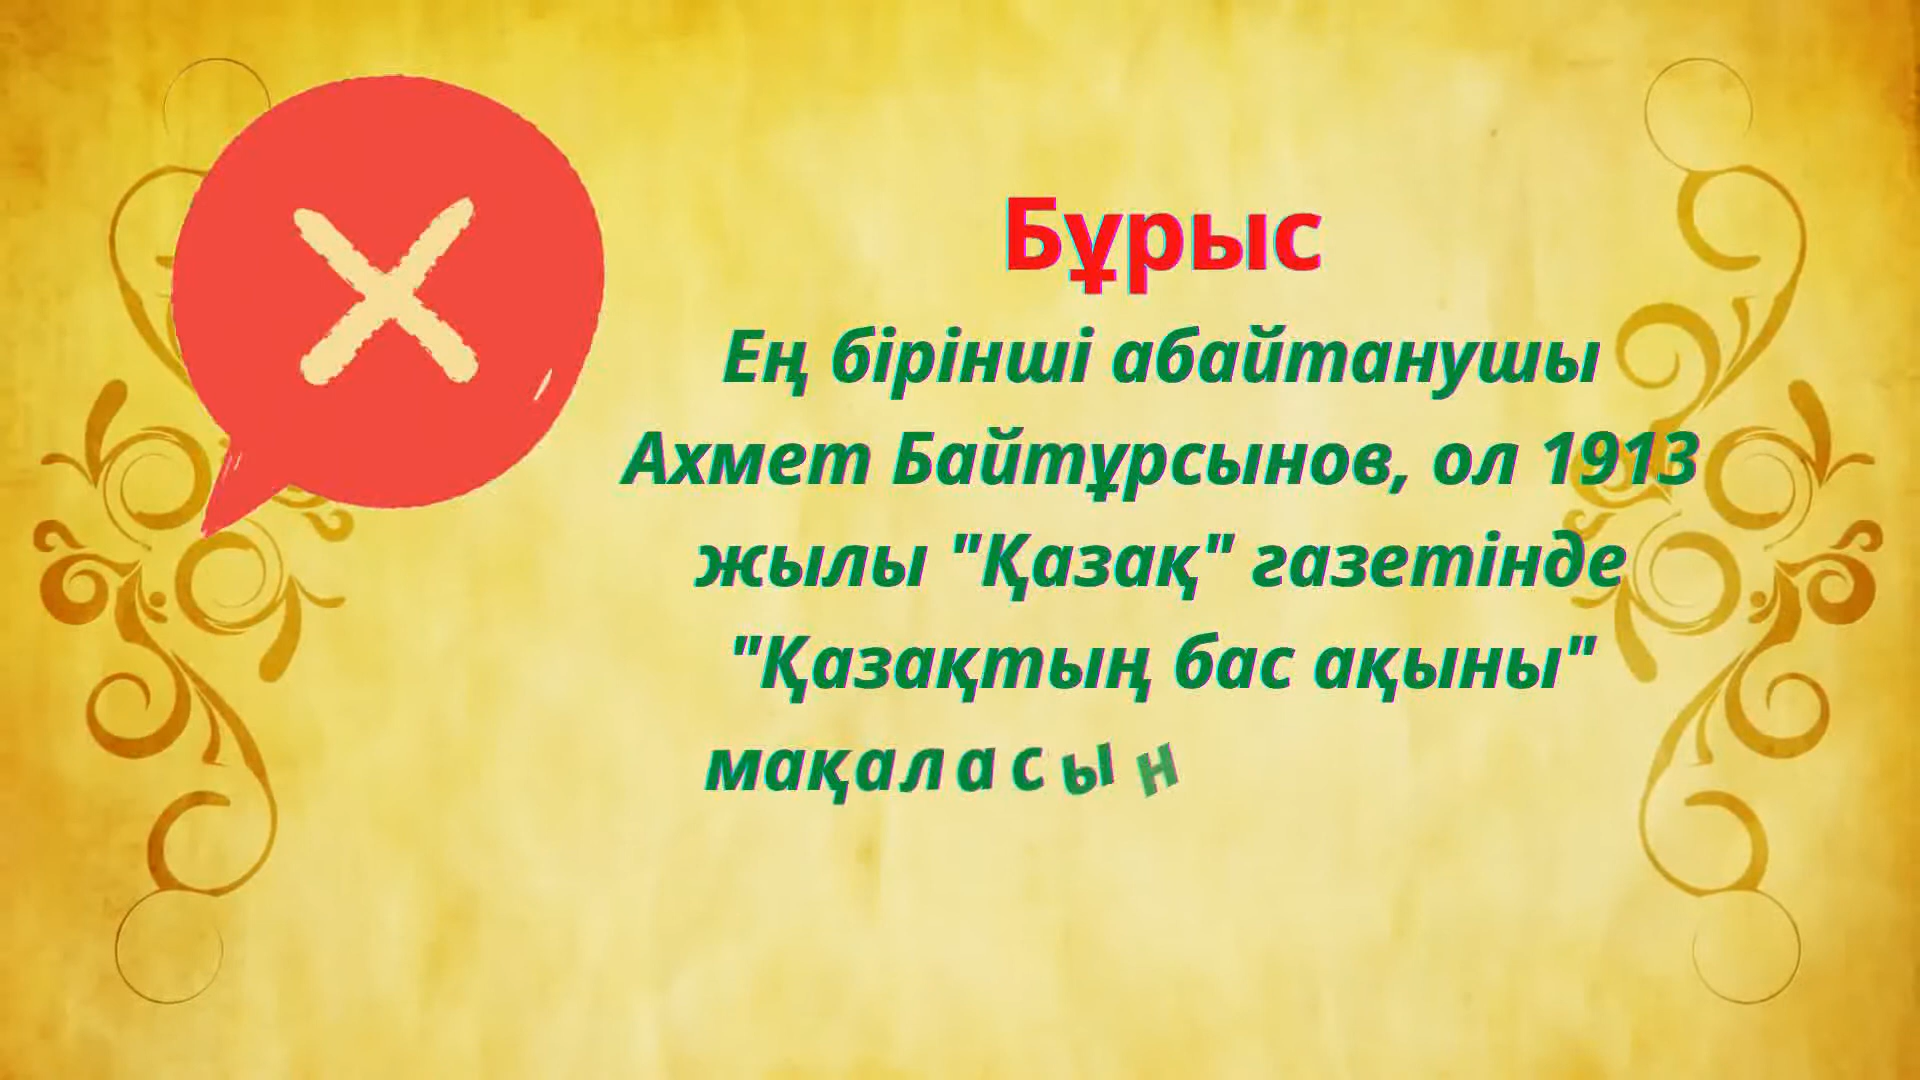 Бұрыс
Ең бірінші абайтанушы
Ахмет Байтұрсынов, ол 1913
жылы "Қазақ" газетінде
"Қазақтың бас ақыны"
мақаласын